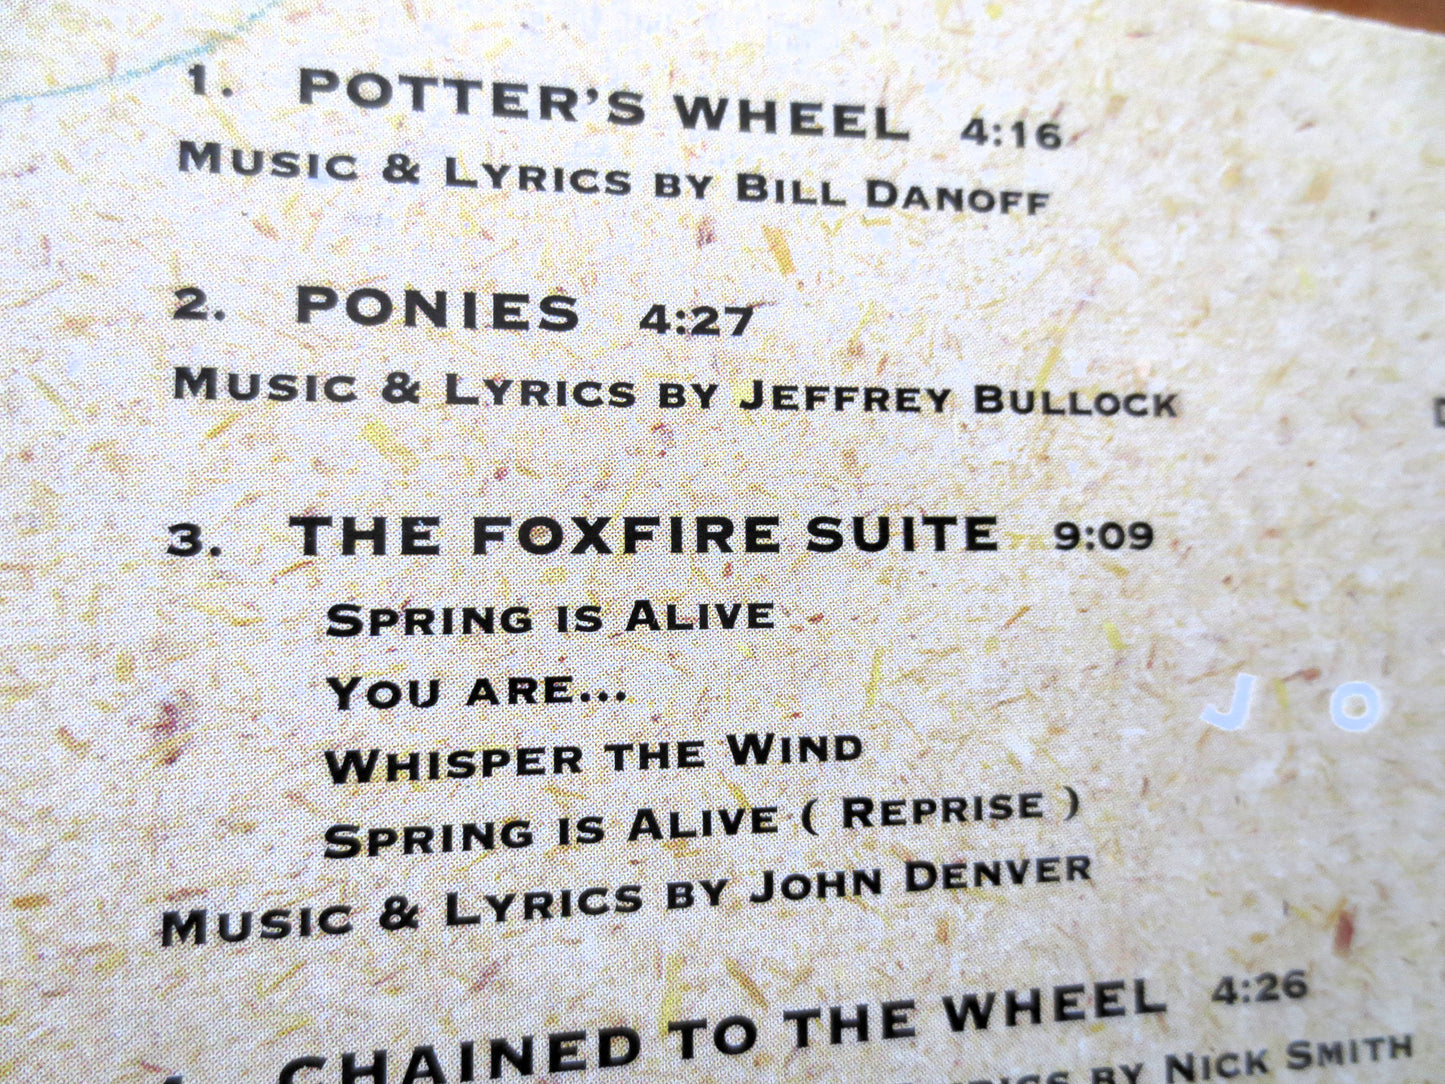 1. POTTER'S WHEEL 4:16
MUSIC & LYRICS BY BILL DANOFF
2. PONIES 4:27
MUSIC & LYRICS BY JEFFREY BULLOCK
3. THE FOXFIRE SUITE 9:09
SPRING IS ALIVE
YOU ARE...
WHISPER THE WIND
SPRING IS ALIVE ( REPRISE )
MUSIC & LYRICS BY JOHN DENVER
J O
CHAINED TO THE WHEEL 4:26
BY NICK SMITH